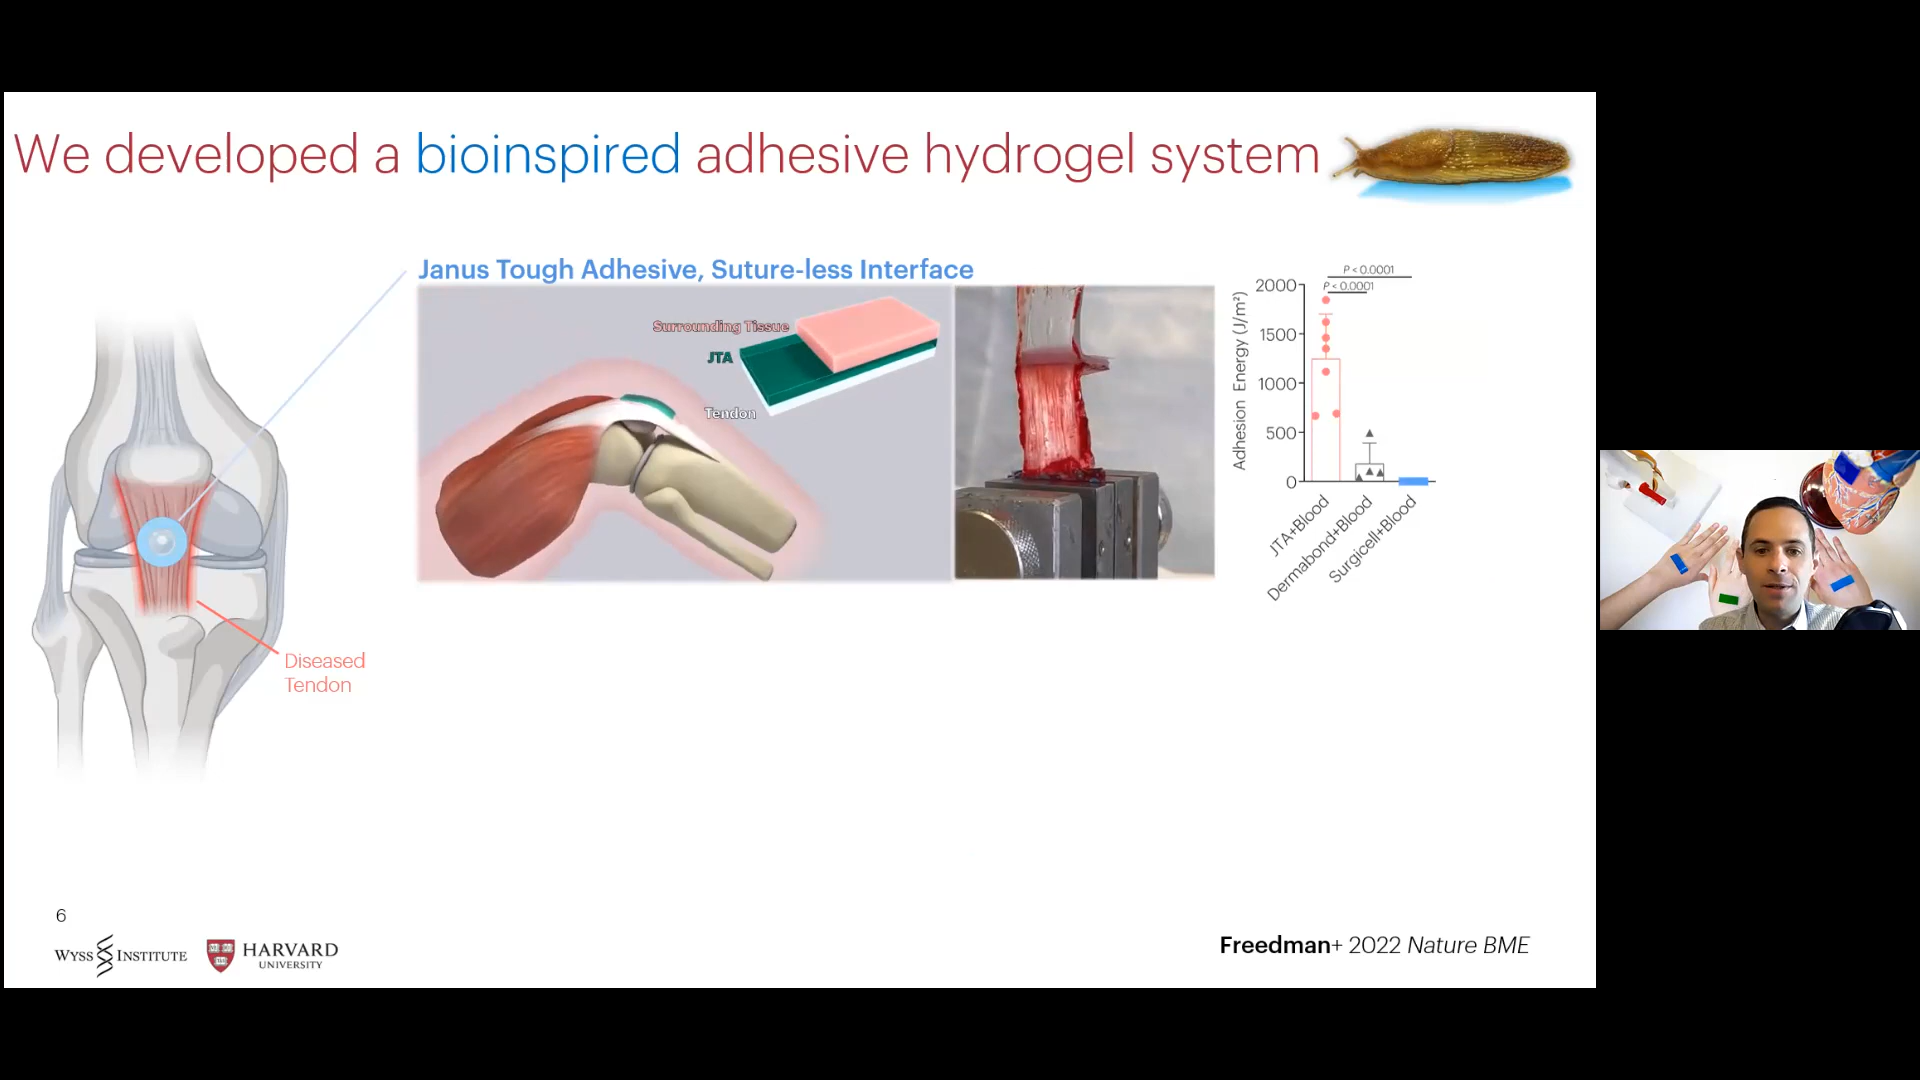 We developed a bioinspired adhesive hydrogel system
Janus Tough Adhesive, Suture-less Interface
Surrounding Tissue
JTA
Tendon
Diseased
Tendon
P < 0.0001
P < 0.0001
Adhesion Energy (J/m²)
2000
1500
1000
500
0
JTA+Blood
Dermabond+Blood
Surgicell+Blood
6
WYSS INSTITUTE
HARVARD
UNIVERSITY
Freedman+ 2022 Nature BME